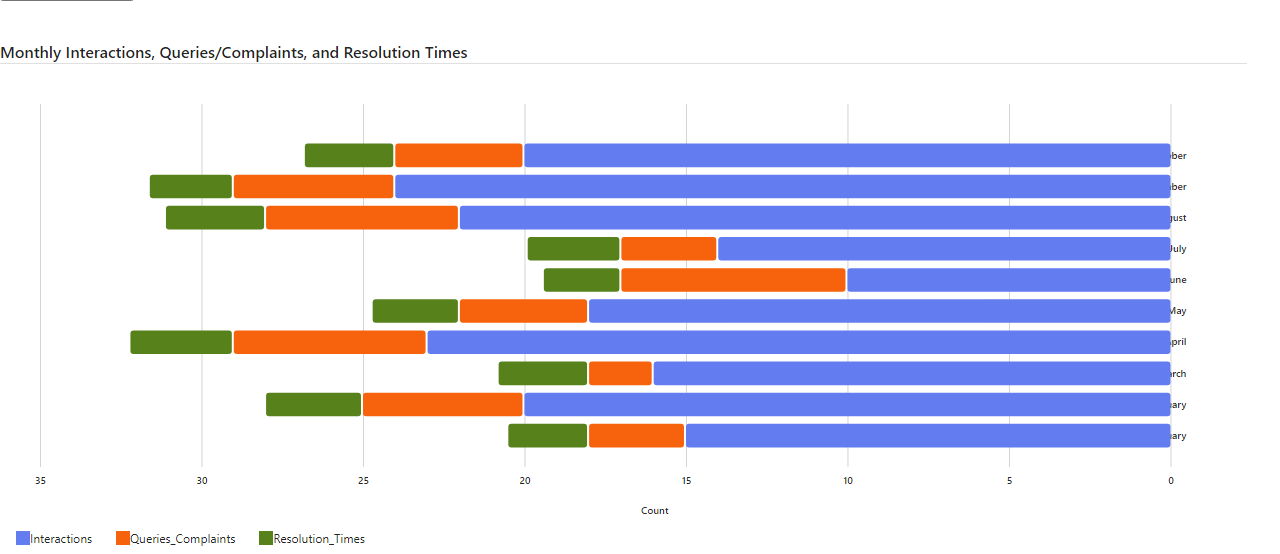 Monthly Interactions, Queries/Complaints, and Resolution Times
ber
ber
gust
July
une
May
pril
rch
ary
ary
35 30 25 20 15 10 5 0
Count
Interactions Queries_Complaints Resolution_Times